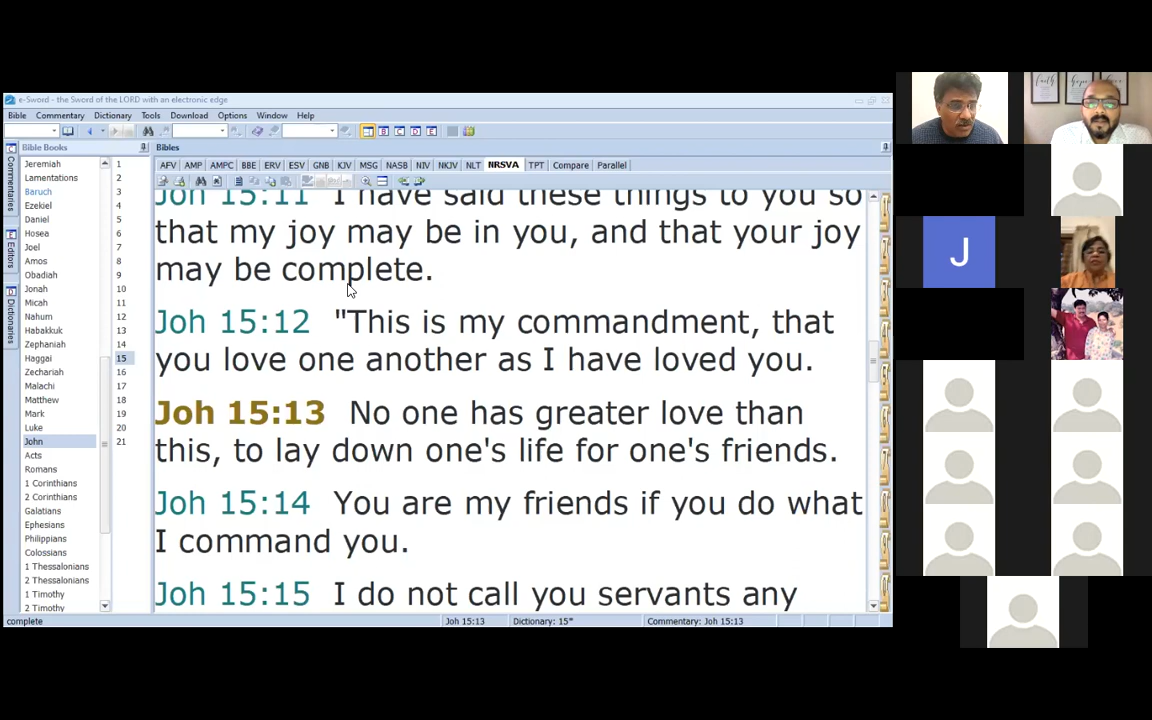 e-Sword - the Sword of the LORD with an electronic edge
Bible Commentary Dictionary Tools Download Options Window Help
B C D E
Bible Books
Bibles
AFV AMP AMPC BBE ERV ESV GNB KJV MSG NASB NIV NKJV NLT NRSVA TPT Compare Parallel
Commentaries
Editors
Dictionaries
Jeremiah
Lamentations
Baruch
Ezekiel
Daniel
Hosea
Joel
Amos
Obadiah
Jonah
Micah
Nahum
Habakkuk
Zephaniah
Haggai
Zechariah
Malachi
Matthew
Mark
Luke
John
Acts
Romans
1 Corinthians
2 Corinthians
Galatians
Ephesians
Philippians
Colossians
1 Thessalonians
2 Thessalonians
1 Timothy
2 Timothy
1
2
3
4
5
6
7
8
9
10
11
12
13
14
15
16
17
18
19
20
21
Joh 15:11 I have said these things to you so
that my joy may be in you, and that your joy
may be complete.
Joh 15:12 "This is my commandment, that
you love one another as I have loved you.
Joh 15:13 No one has greater love than
this, to lay down one's life for one's friends.
Joh 15:14 You are my friends if you do what
I command you.
Joh 15:15 I do not call you servants any
complete
Joh 15:13
Dictionary: 15*
Commentary: Joh 15:13
faith
hope
J